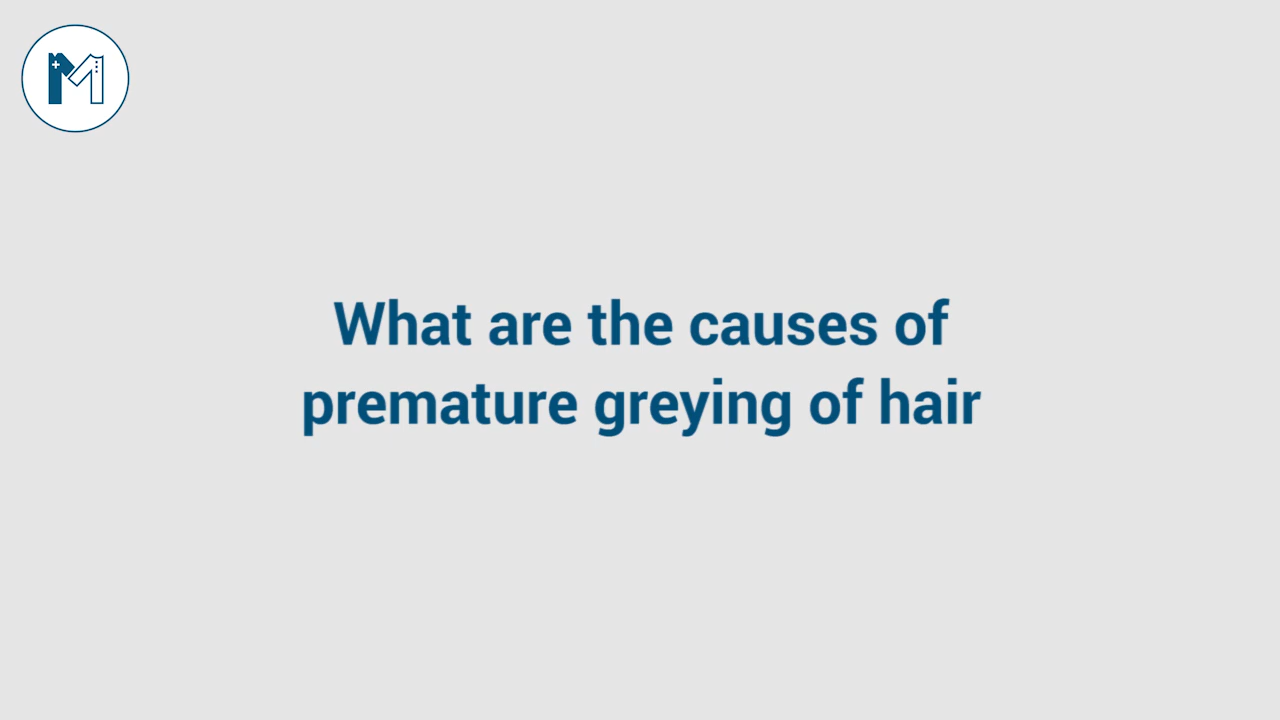 What are the causes of
premature greying of hair